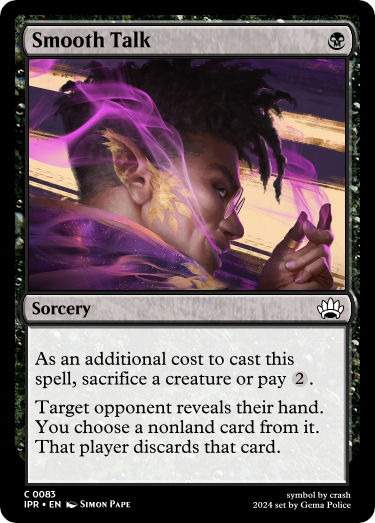 Smooth Talk
Sorcery
As an additional cost to cast this
spell, sacrifice a creature or pay 2.
Target opponent reveals their hand.
You choose a nonland card from it.
That player discards that card.
C 0083
IPR • EN SIMON PAPE
symbol by crash
2024 set by Gema Police